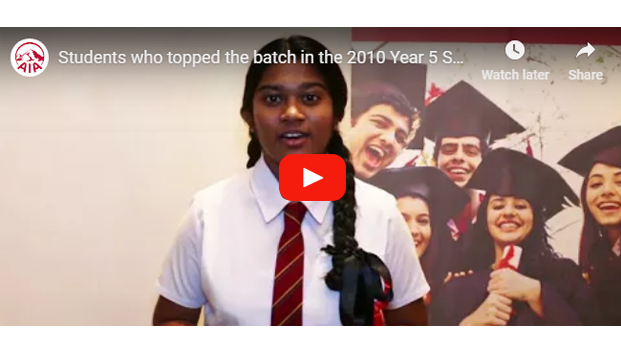 AIA
Students who topped the batch in the 2010 Year 5 S...
Watch later
Share